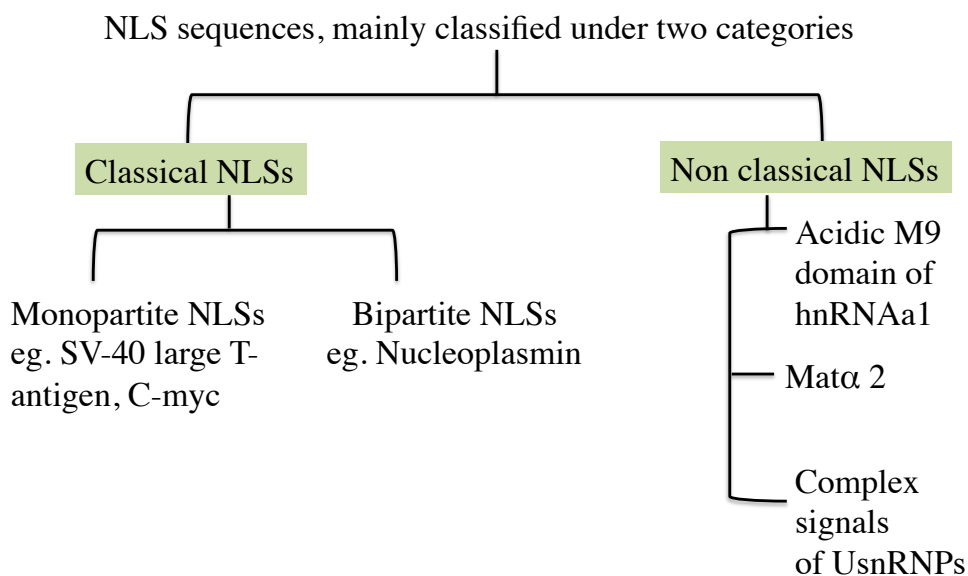 NLS sequences, mainly classified under two categories
Classical NLSs
Non classical NLSs
Monopartite NLSs
eg. SV-40 large T-
antigen, C-myc
Bipartite NLSs
eg. Nucleoplasmin
Acidic M9
domain of
hnRNAa1
Matα 2
Complex
signals
of UsnRNPs